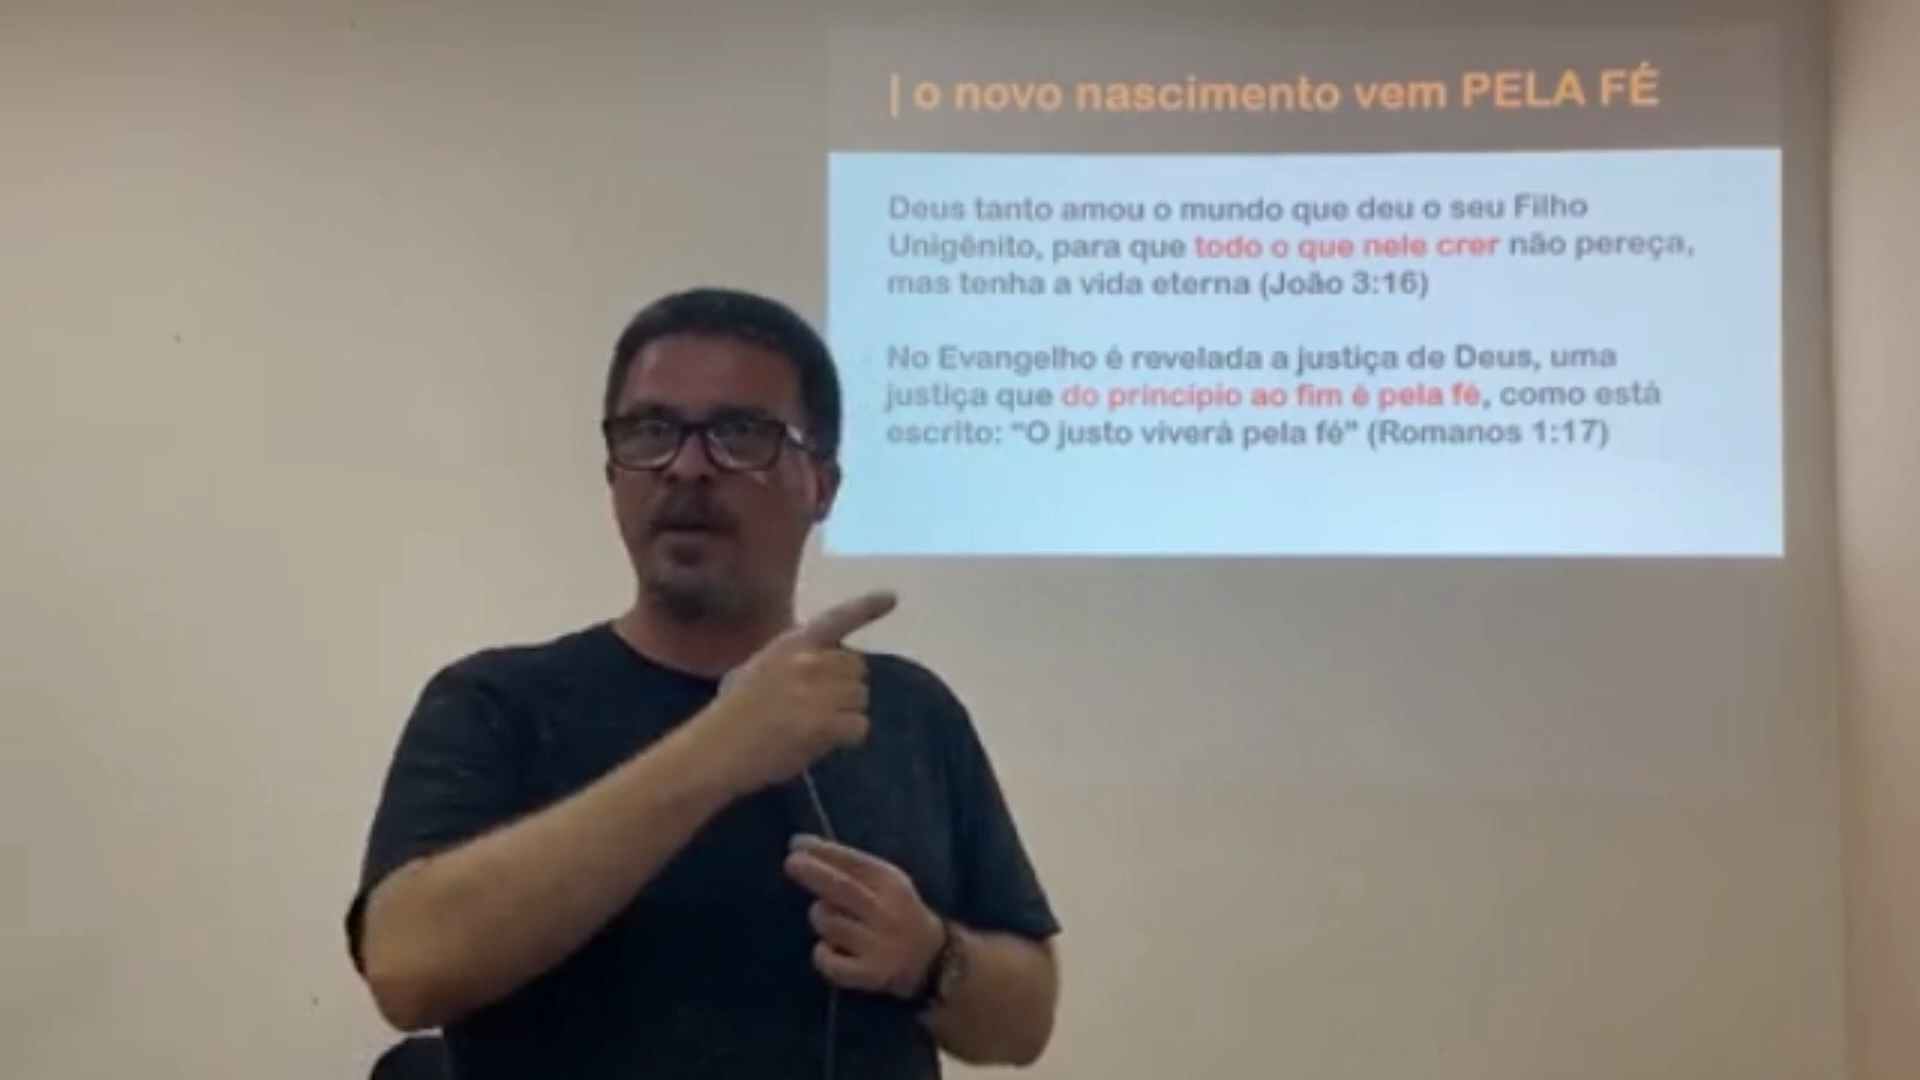 | o novo nascimento vem PELA FÉ
Deus tanto amou o mundo que deu o seu Filho
Unigênito, para que todo o que nele crer não pereça,
mas tenha a vida eterna (João 3:16)
No Evangelho é revelada a justiça de Deus, uma
justiça que do princípio ao fim é pela fé, como está
escrito: “O justo viverá pela fé” (Romanos 1:17)